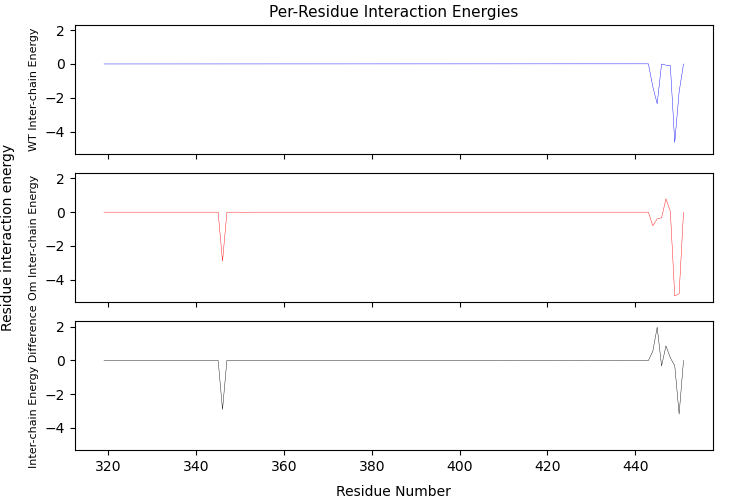 Per-Residue Interaction Energies
Residue interaction energy
WT Inter-chain Energy
2
0
−2
−4
Om Inter-chain Energy
2
0
−2
−4
Inter-chain Energy Difference
2
0
−2
−4
320 340 360 380 400 420 440
Residue Number